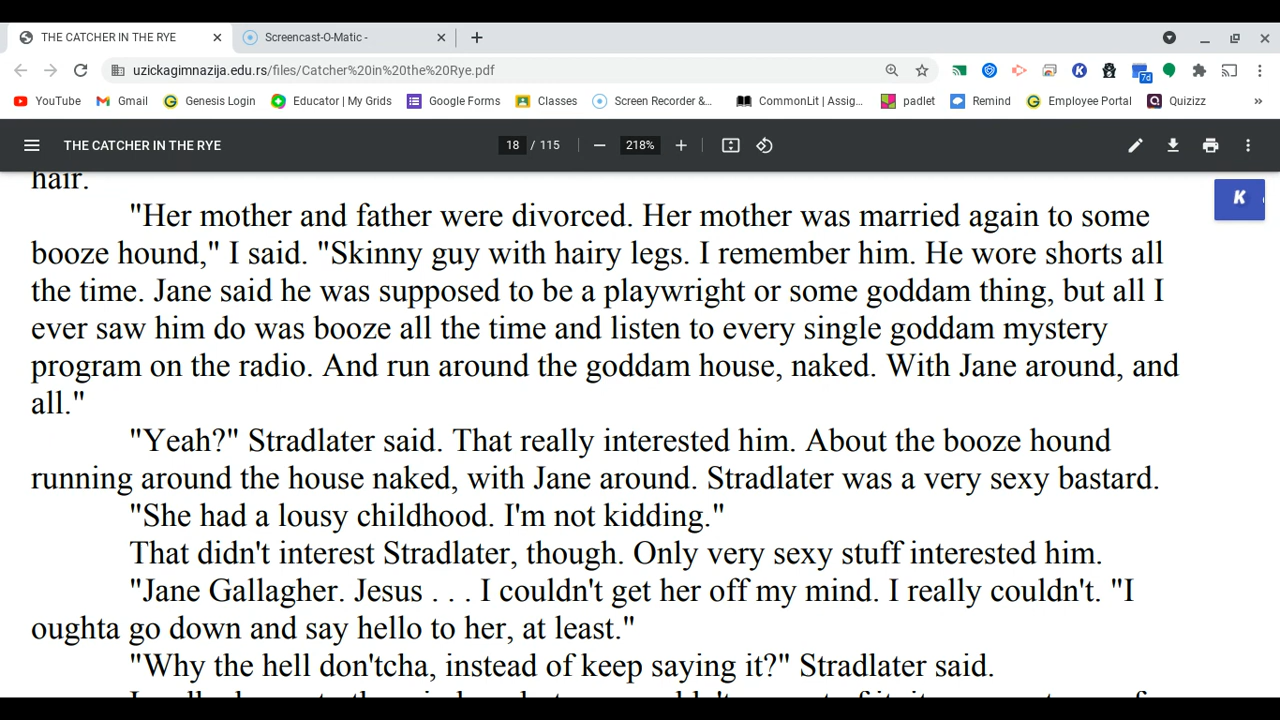 THE CATCHER IN THE RYE
Screencast-O-Matic -
uzickagimnazija.edu.rs/files/Catcher%20in%20the%20Rye.pdf
7d
YouTube Gmail Genesis Login Educator | My Grids Google Forms Classes Screen Recorder &... CommonLit | Assig... padlet Remind Employee Portal Quizizz »
THE CATCHER IN THE RYE 18 / 115 218%
hair.
K
"Her mother and father were divorced. Her mother was married again to some
booze hound," I said. "Skinny guy with hairy legs. I remember him. He wore shorts all
the time. Jane said he was supposed to be a playwright or some goddam thing, but all I
ever saw him do was booze all the time and listen to every single goddam mystery
program on the radio. And run around the goddam house, naked. With Jane around, and
all."
"Yeah?" Stradlater said. That really interested him. About the booze hound
running around the house naked, with Jane around. Stradlater was a very sexy bastard.
"She had a lousy childhood. I'm not kidding."
That didn't interest Stradlater, though. Only very sexy stuff interested him.
"Jane Gallagher. Jesus . . . I couldn't get her off my mind. I really couldn't. "I
oughta go down and say hello to her, at least."
"Why the hell don'tcha, instead of keep saying it?" Stradlater said.